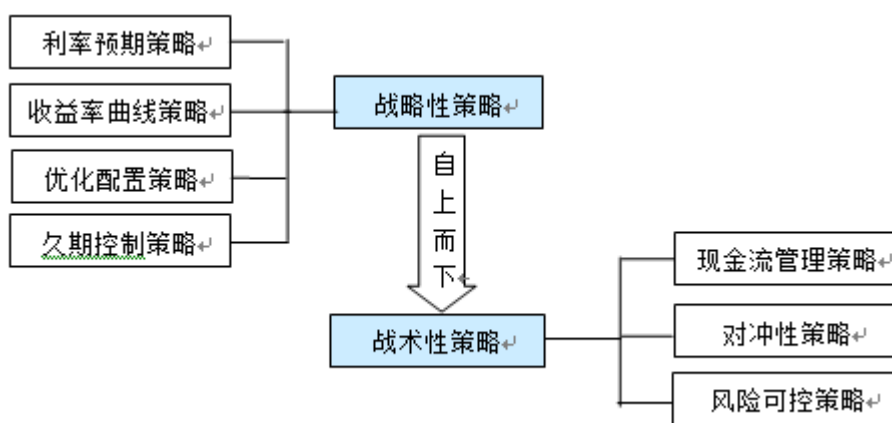 利率预期策略
收益率曲线策略
优化配置策略
久期控制策略
战略性策略
自上而下
战术性策略
现金流管理策略
对冲性策略
风险可控策略